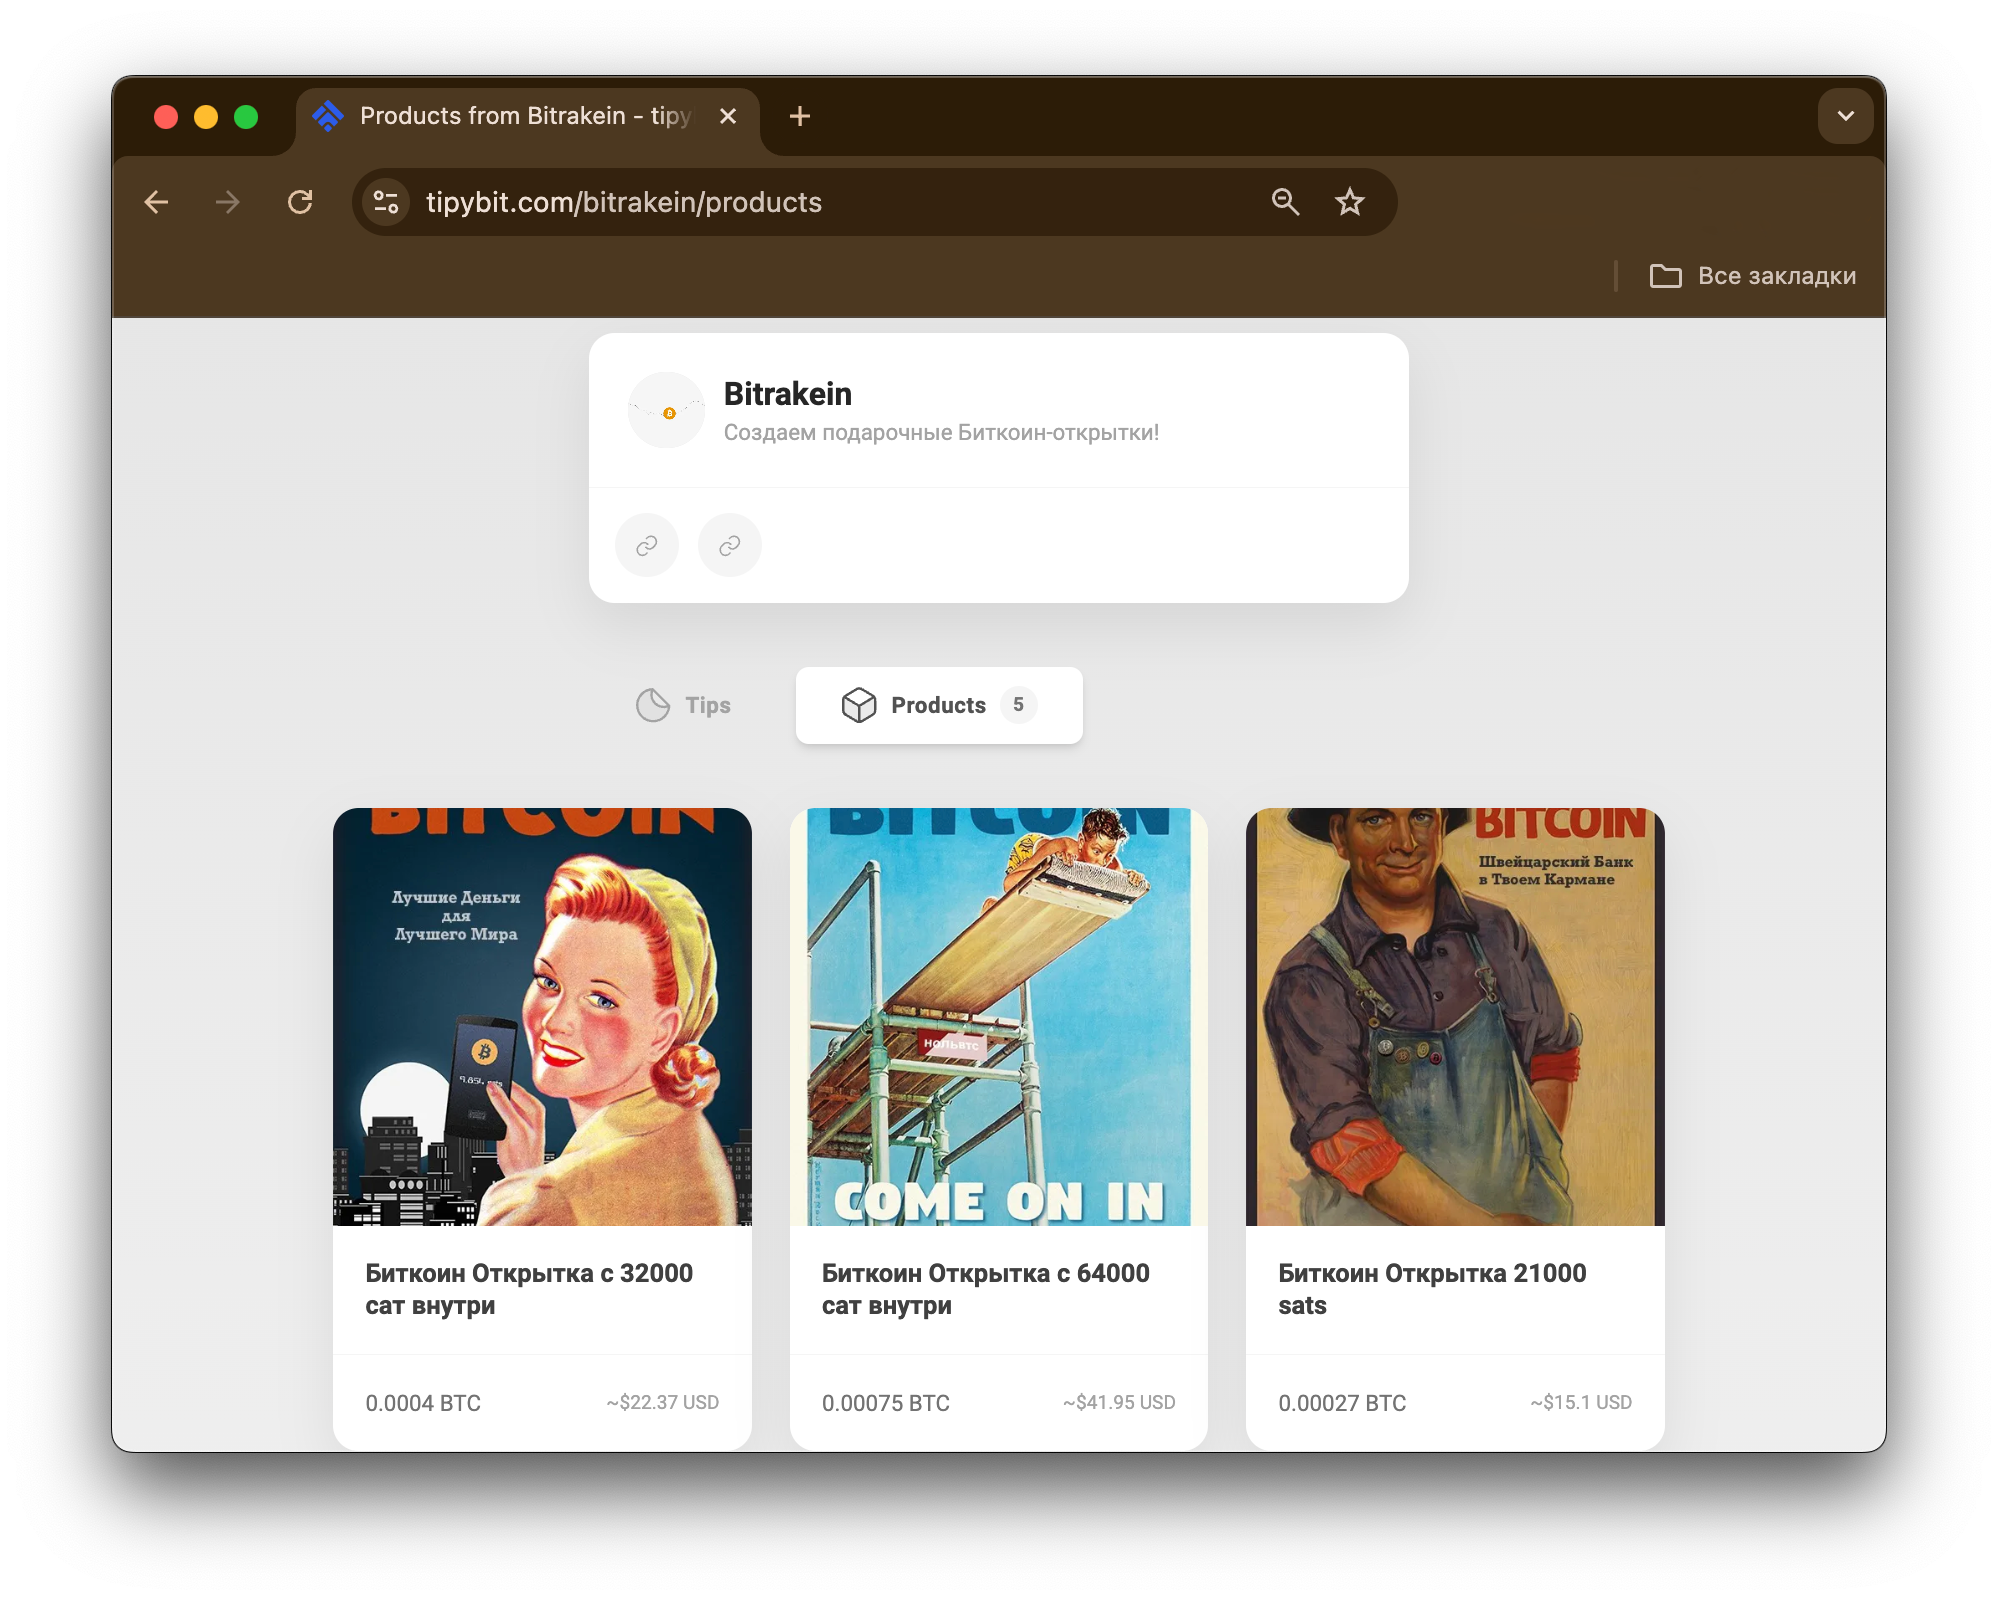 Products from Bitrakein - tipy
tipybit.com/bitrakein/products
Все закладки
Bitrakein
Создаем подарочные Биткоин-открытки!
Tips
Products 5
BITCOIN
Лучшие Деньги
для
Лучшего Мира
BITCOIN
НОЛЬBTC
COME ON IN
BITCOIN
Швейцарский Банк
в Твоем Кармане
Биткоин Открытка с 32000
сат внутри
0.0004 BTC
~$22.37 USD
Биткоин Открытка с 64000
сат внутри
0.00075 BTC
~$41.95 USD
Биткоин Открытка 21000
sats
0.00027 BTC
~$15.1 USD